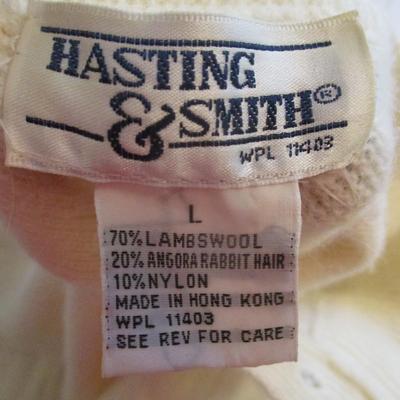 HASTING
& SMITH®
WPL 11403
L
70% LAMBSWOOL
20% ANGORA RABBIT HAIR
10% NYLON
MADE IN HONG KONG
WPL 11403
SEE REV FOR CARE